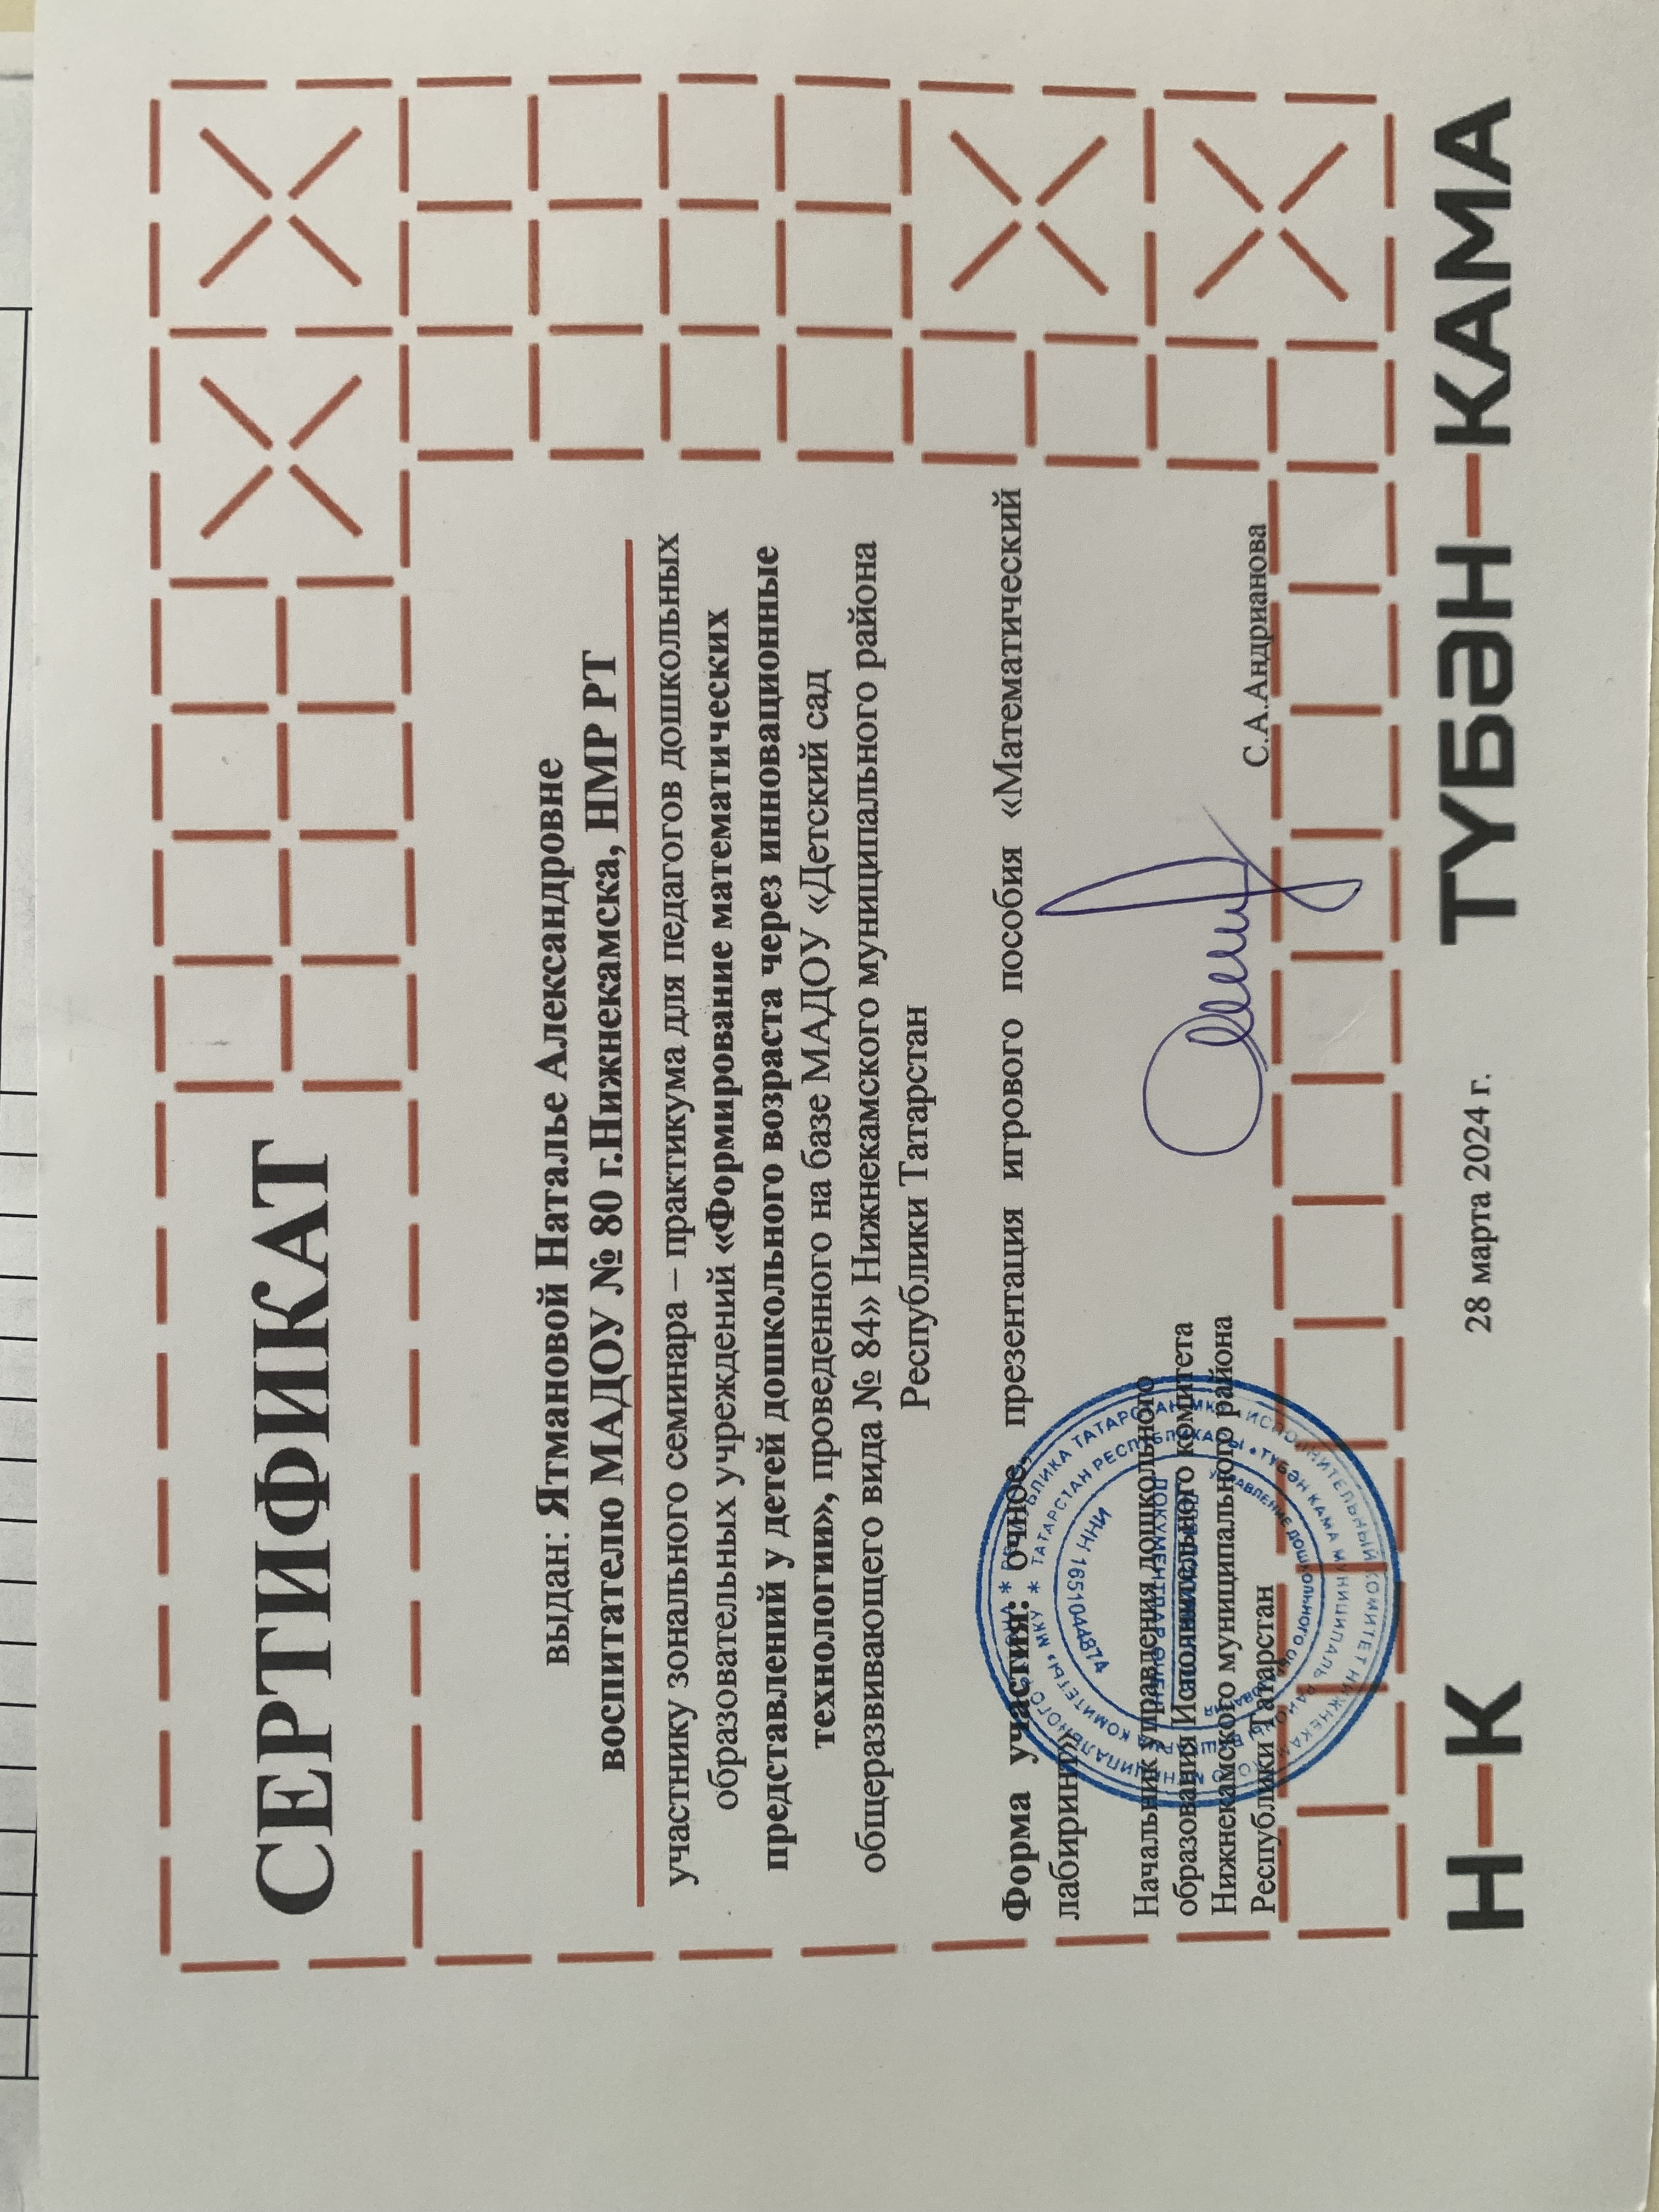 СЕРТИФИКАТ
выдан: Ятмановой Наталье Александровне
воспитателю МАДОУ № 80 г.Нижнекамска, НМР РТ
участнику зонального семинара – практикума для педагогов дошкольных
образовательных учреждений «Формирование математических
представлений у детей дошкольного возраста через инновационные
технологии», проведенного на базе МАДОУ «Детский сад
общеразвивающего вида № 84» Нижнекамского муниципального района
Республики Татарстан
Форма участия: очное, презентация игрового пособия «Математический
лабиринт»
Начальник управления дошкольного
образования Исполнительного комитета
Нижнекамского муниципального района
Республики Татарстан
С.А.Андрианова
ИНН 1651044874
28 марта 2024 г.
Н–К
ТҮБӘН–КАМА